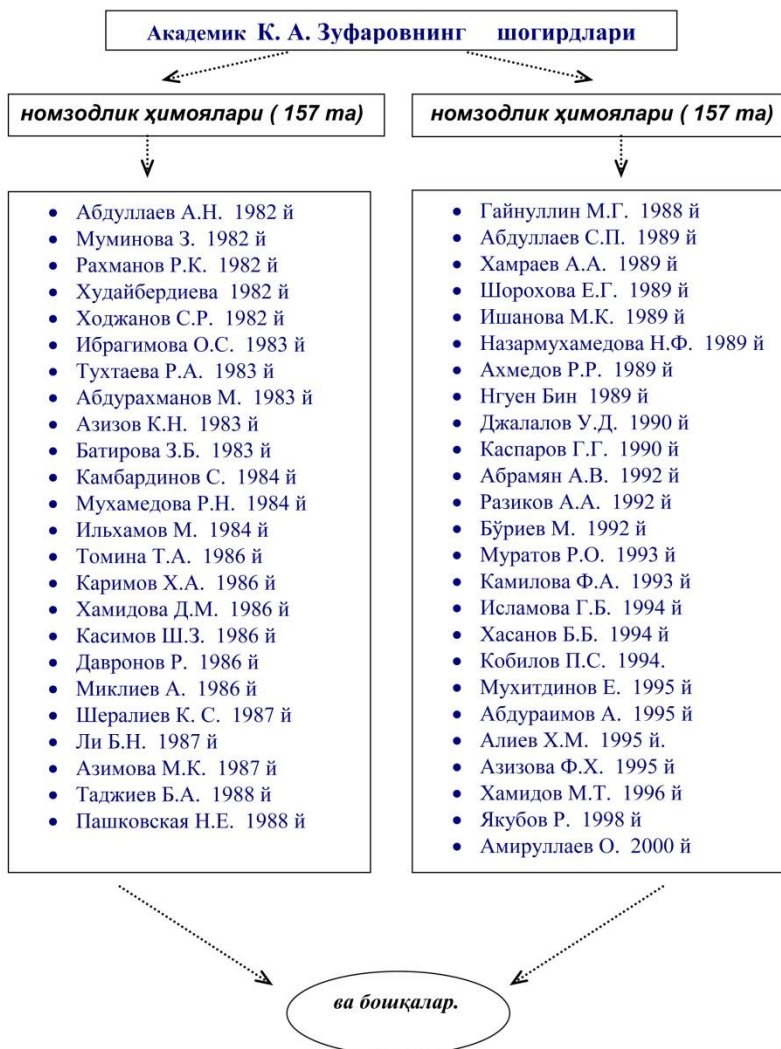 Академик К. А. Зуфаровнинг шогирдлари
номзодлик ҳимоялари ( 157 та)
• Абдуллаев А.Н. 1982 й
• Муминова З. 1982 й
• Рахманов Р.К. 1982 й
• Худайбердиева 1982 й
• Ходжанов С.Р. 1982 й
• Ибрагимова О.С. 1983 й
• Тухтаева Р.А. 1983 й
• Абдурахманов М. 1983 й
• Азизов К.Н. 1983 й
• Батирова З.Б. 1983 й
• Камбардинов С. 1984 й
• Мухамедова Р.Н. 1984 й
• Ильхамов М. 1984 й
• Томина Т.А. 1986 й
• Каримов Х.А. 1986 й
• Хамидова Д.М. 1986 й
• Касимов Ш.З. 1986 й
• Давронов Р. 1986 й
• Миклиев А. 1986 й
• Шералиев К. С. 1987 й
• Ли Б.Н. 1987 й
• Азимова М.К. 1987 й
• Таджиев Б.А. 1988 й
• Пашковская Н.Е. 1988 й
номзодлик ҳимоялари ( 157 та)
• Гайнуллин М.Г. 1988 й
• Абдуллаев С.П. 1989 й
• Хамраев А.А. 1989 й
• Шорохова Е.Г. 1989 й
• Ишанова М.К. 1989 й
• Назармухамедова Н.Ф. 1989 й
• Ахмедов Р.Р. 1989 й
• Нгуен Бин 1989 й
• Джалалов У.Д. 1990 й
• Каспаров Г.Г. 1990 й
• Абрамян А.В. 1992 й
• Разиков А.А. 1992 й
• Бўриев М. 1992 й
• Муратов Р.О. 1993 й
• Камилова Ф.А. 1993 й
• Исламова Г.Б. 1994 й
• Хасанов Б.Б. 1994 й
• Кобилов П.С. 1994.
• Мухитдинов Е. 1995 й
• Абдураимов А. 1995 й
• Алиев Х.М. 1995 й.
• Азизова Ф.Х. 1995 й
• Хамидов М.Т. 1996 й
• Якубов Р. 1998 й
• Амируллаев О. 2000 й
ва бошқалар.